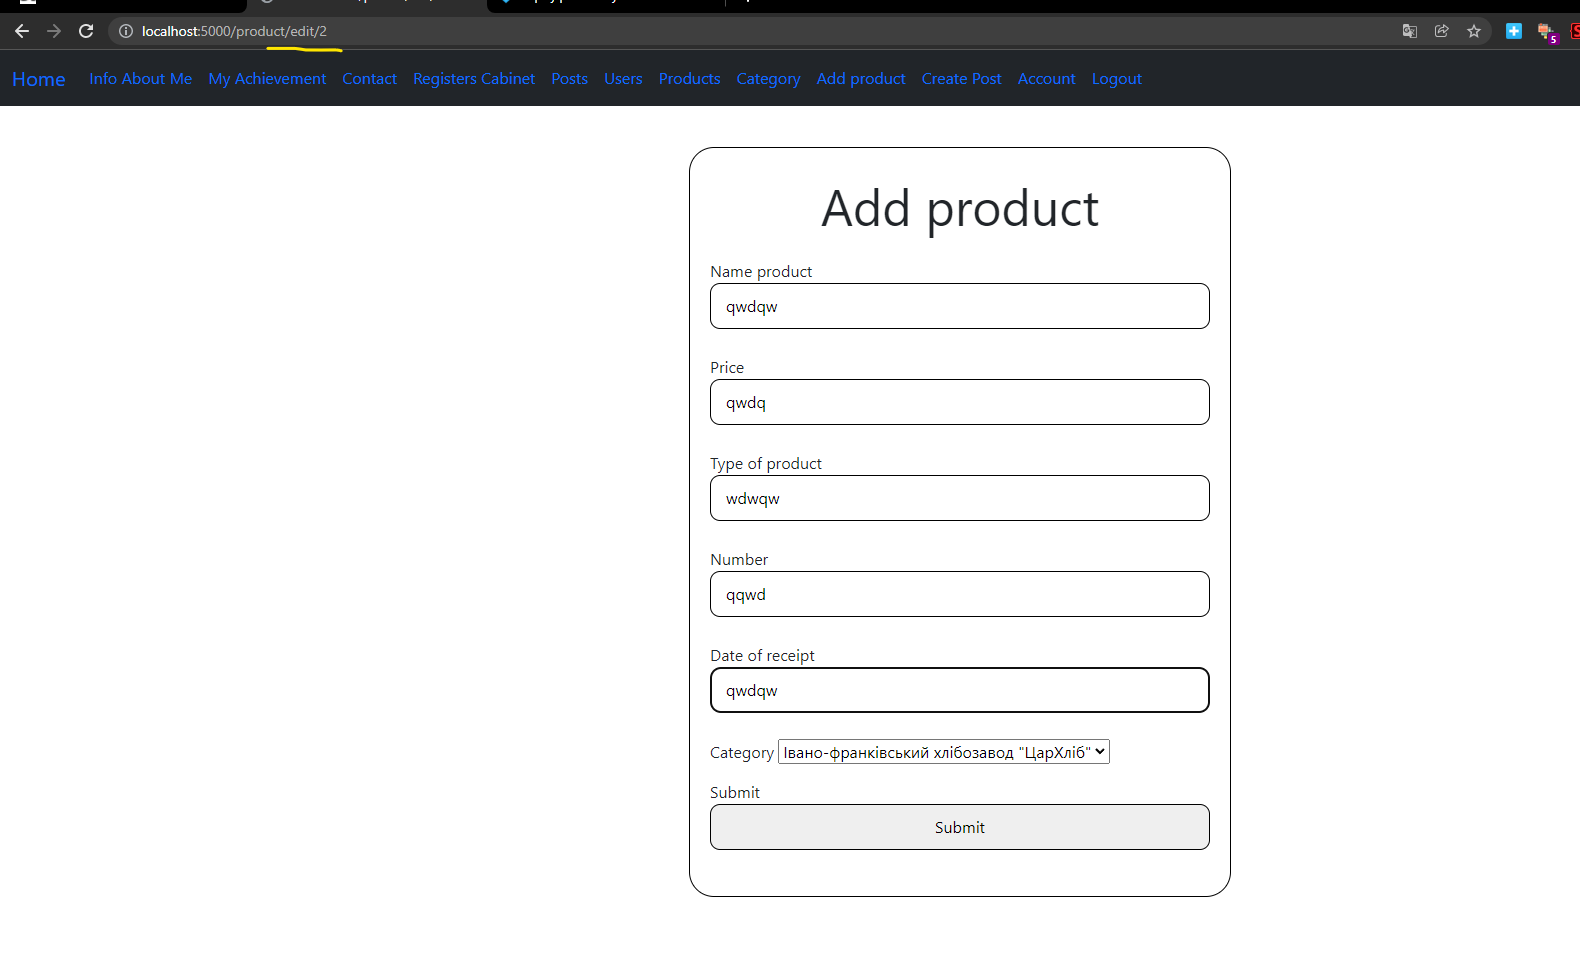 localhost:5000/product/edit/2
5
Home Info About Me My Achievement Contact Registers Cabinet Posts Users Products Category Add product Create Post Account Logout
Add product
Name product
qwdqw
Price
qwdq
Type of product
wdwqw
Number
qqwd
Date of receipt
qwdqw
Category Івано-франківський хлібозавод "ЦарХліб"
Submit
Submit